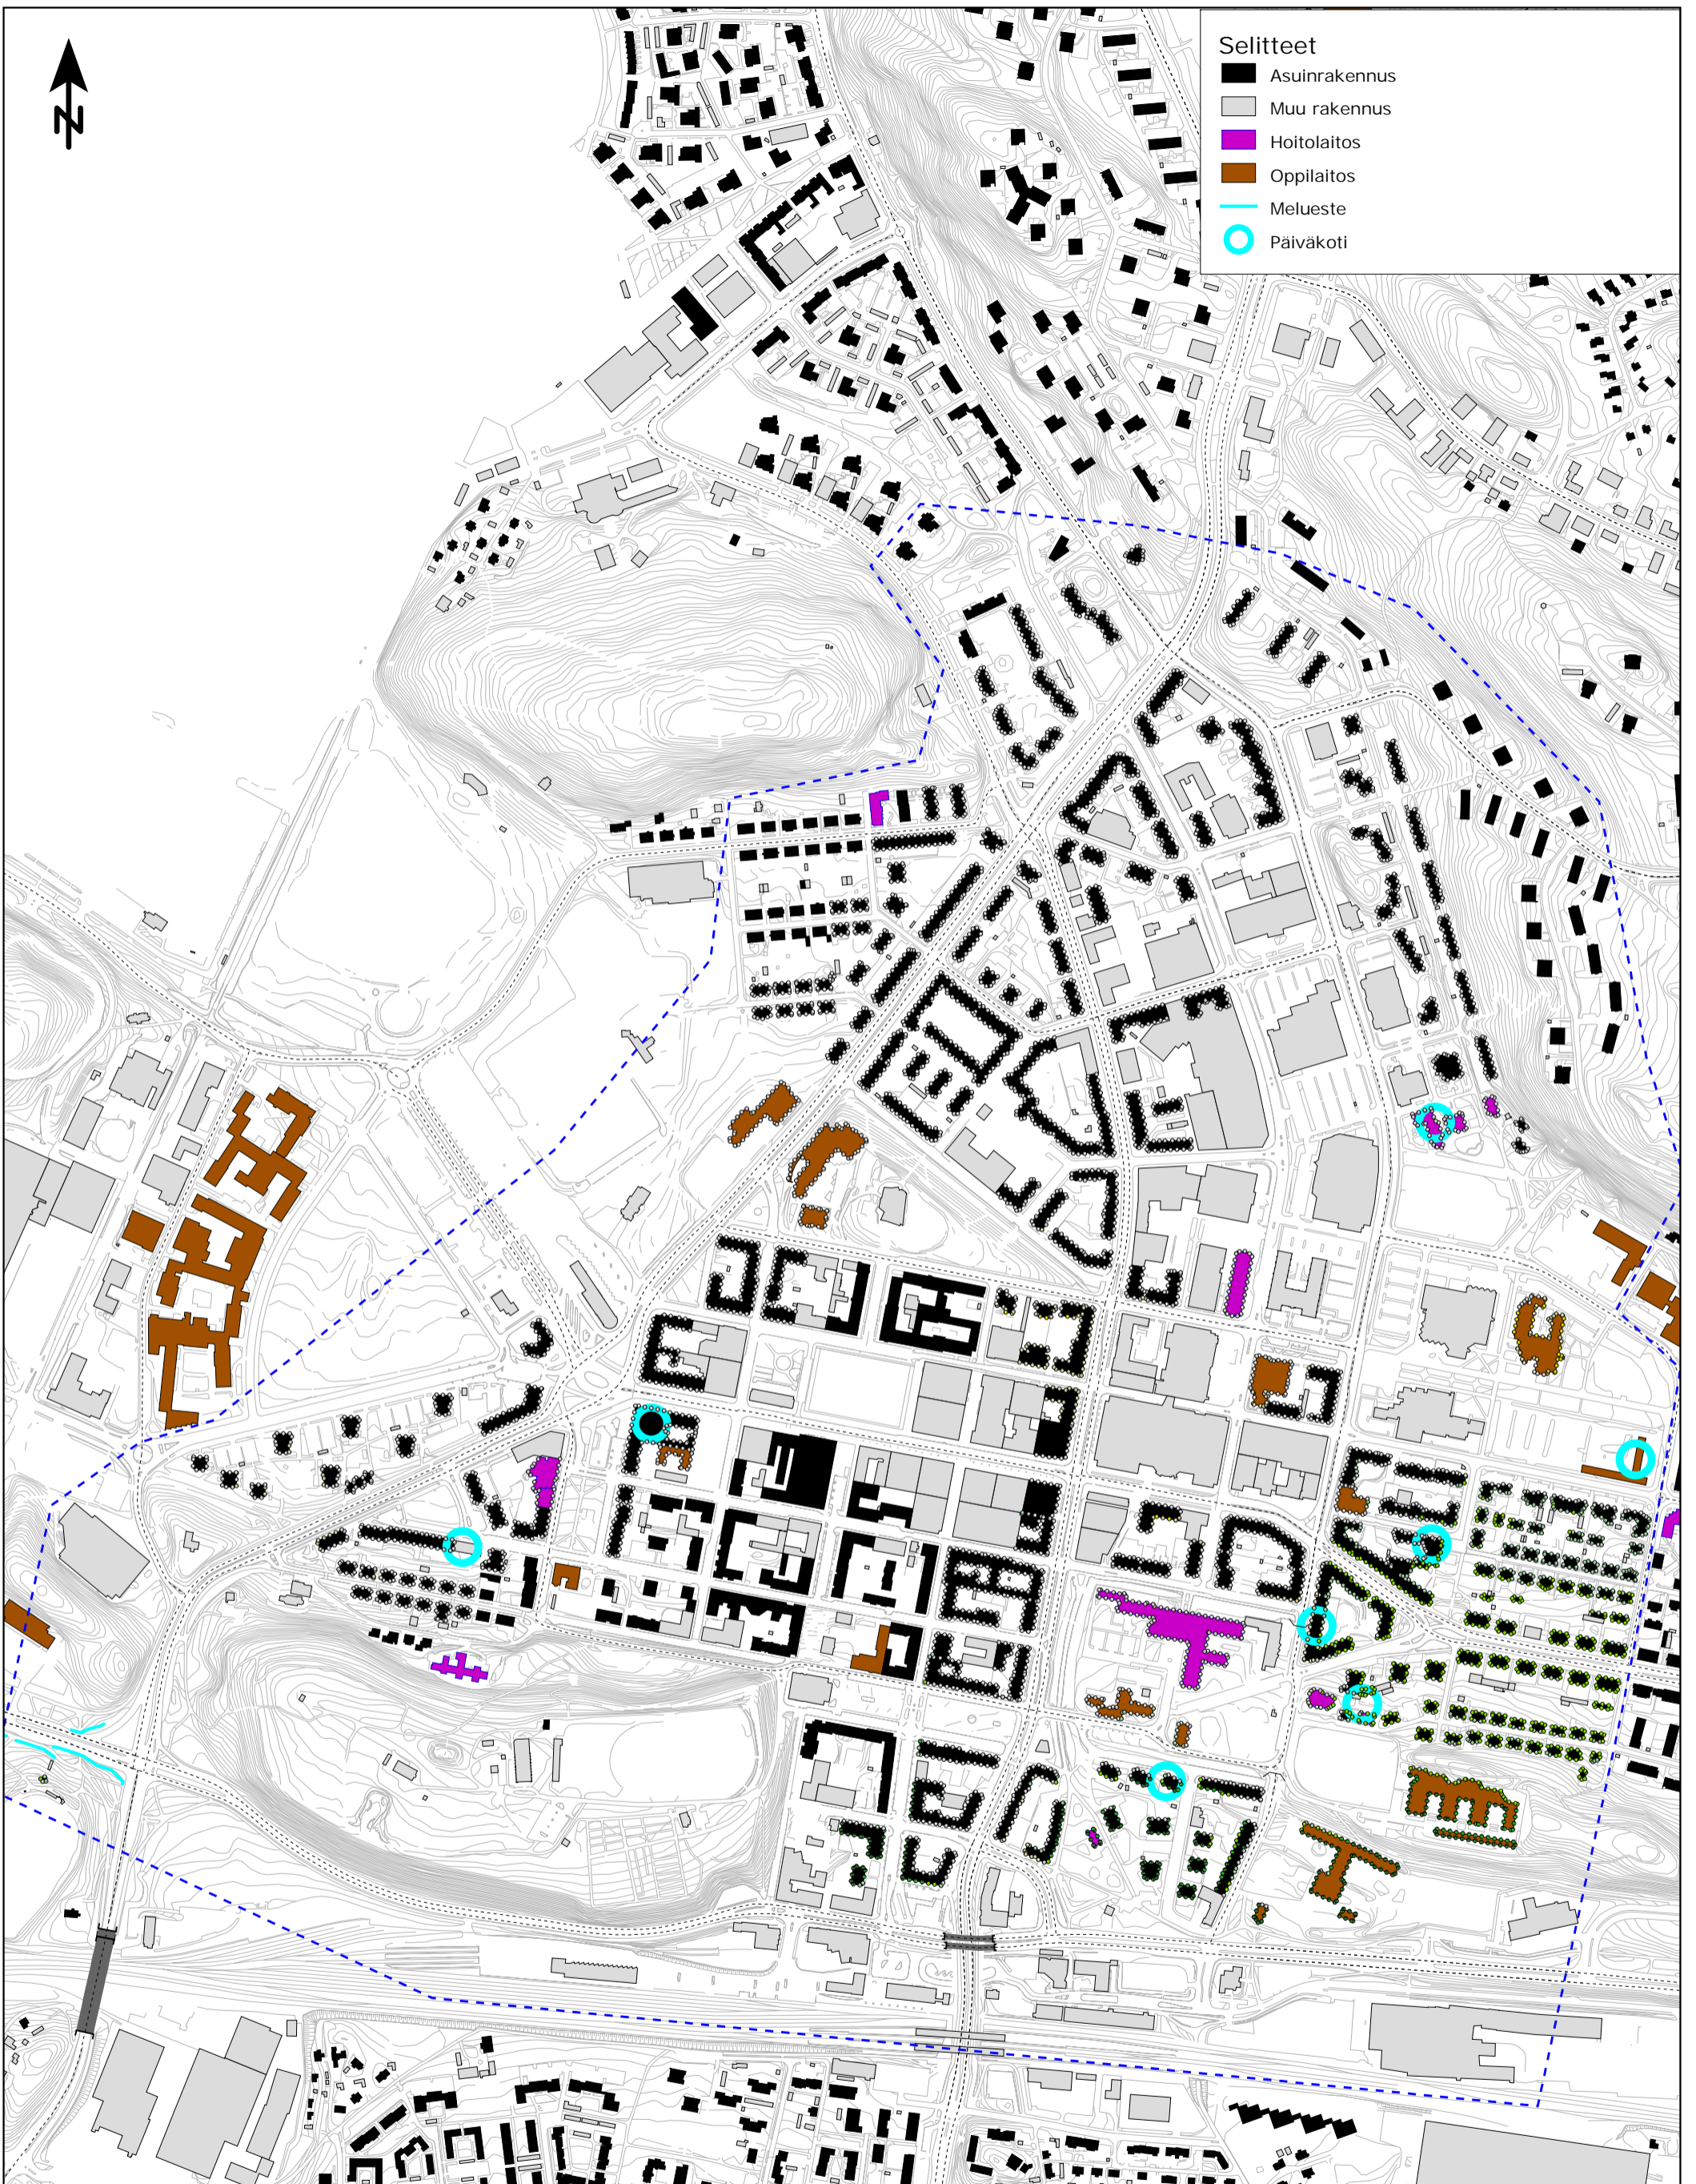 N
Selitteet
Asuinrakennus
Muu rakennus
Hoitolaitos
Oppilaitos
Melueste
Päiväkoti